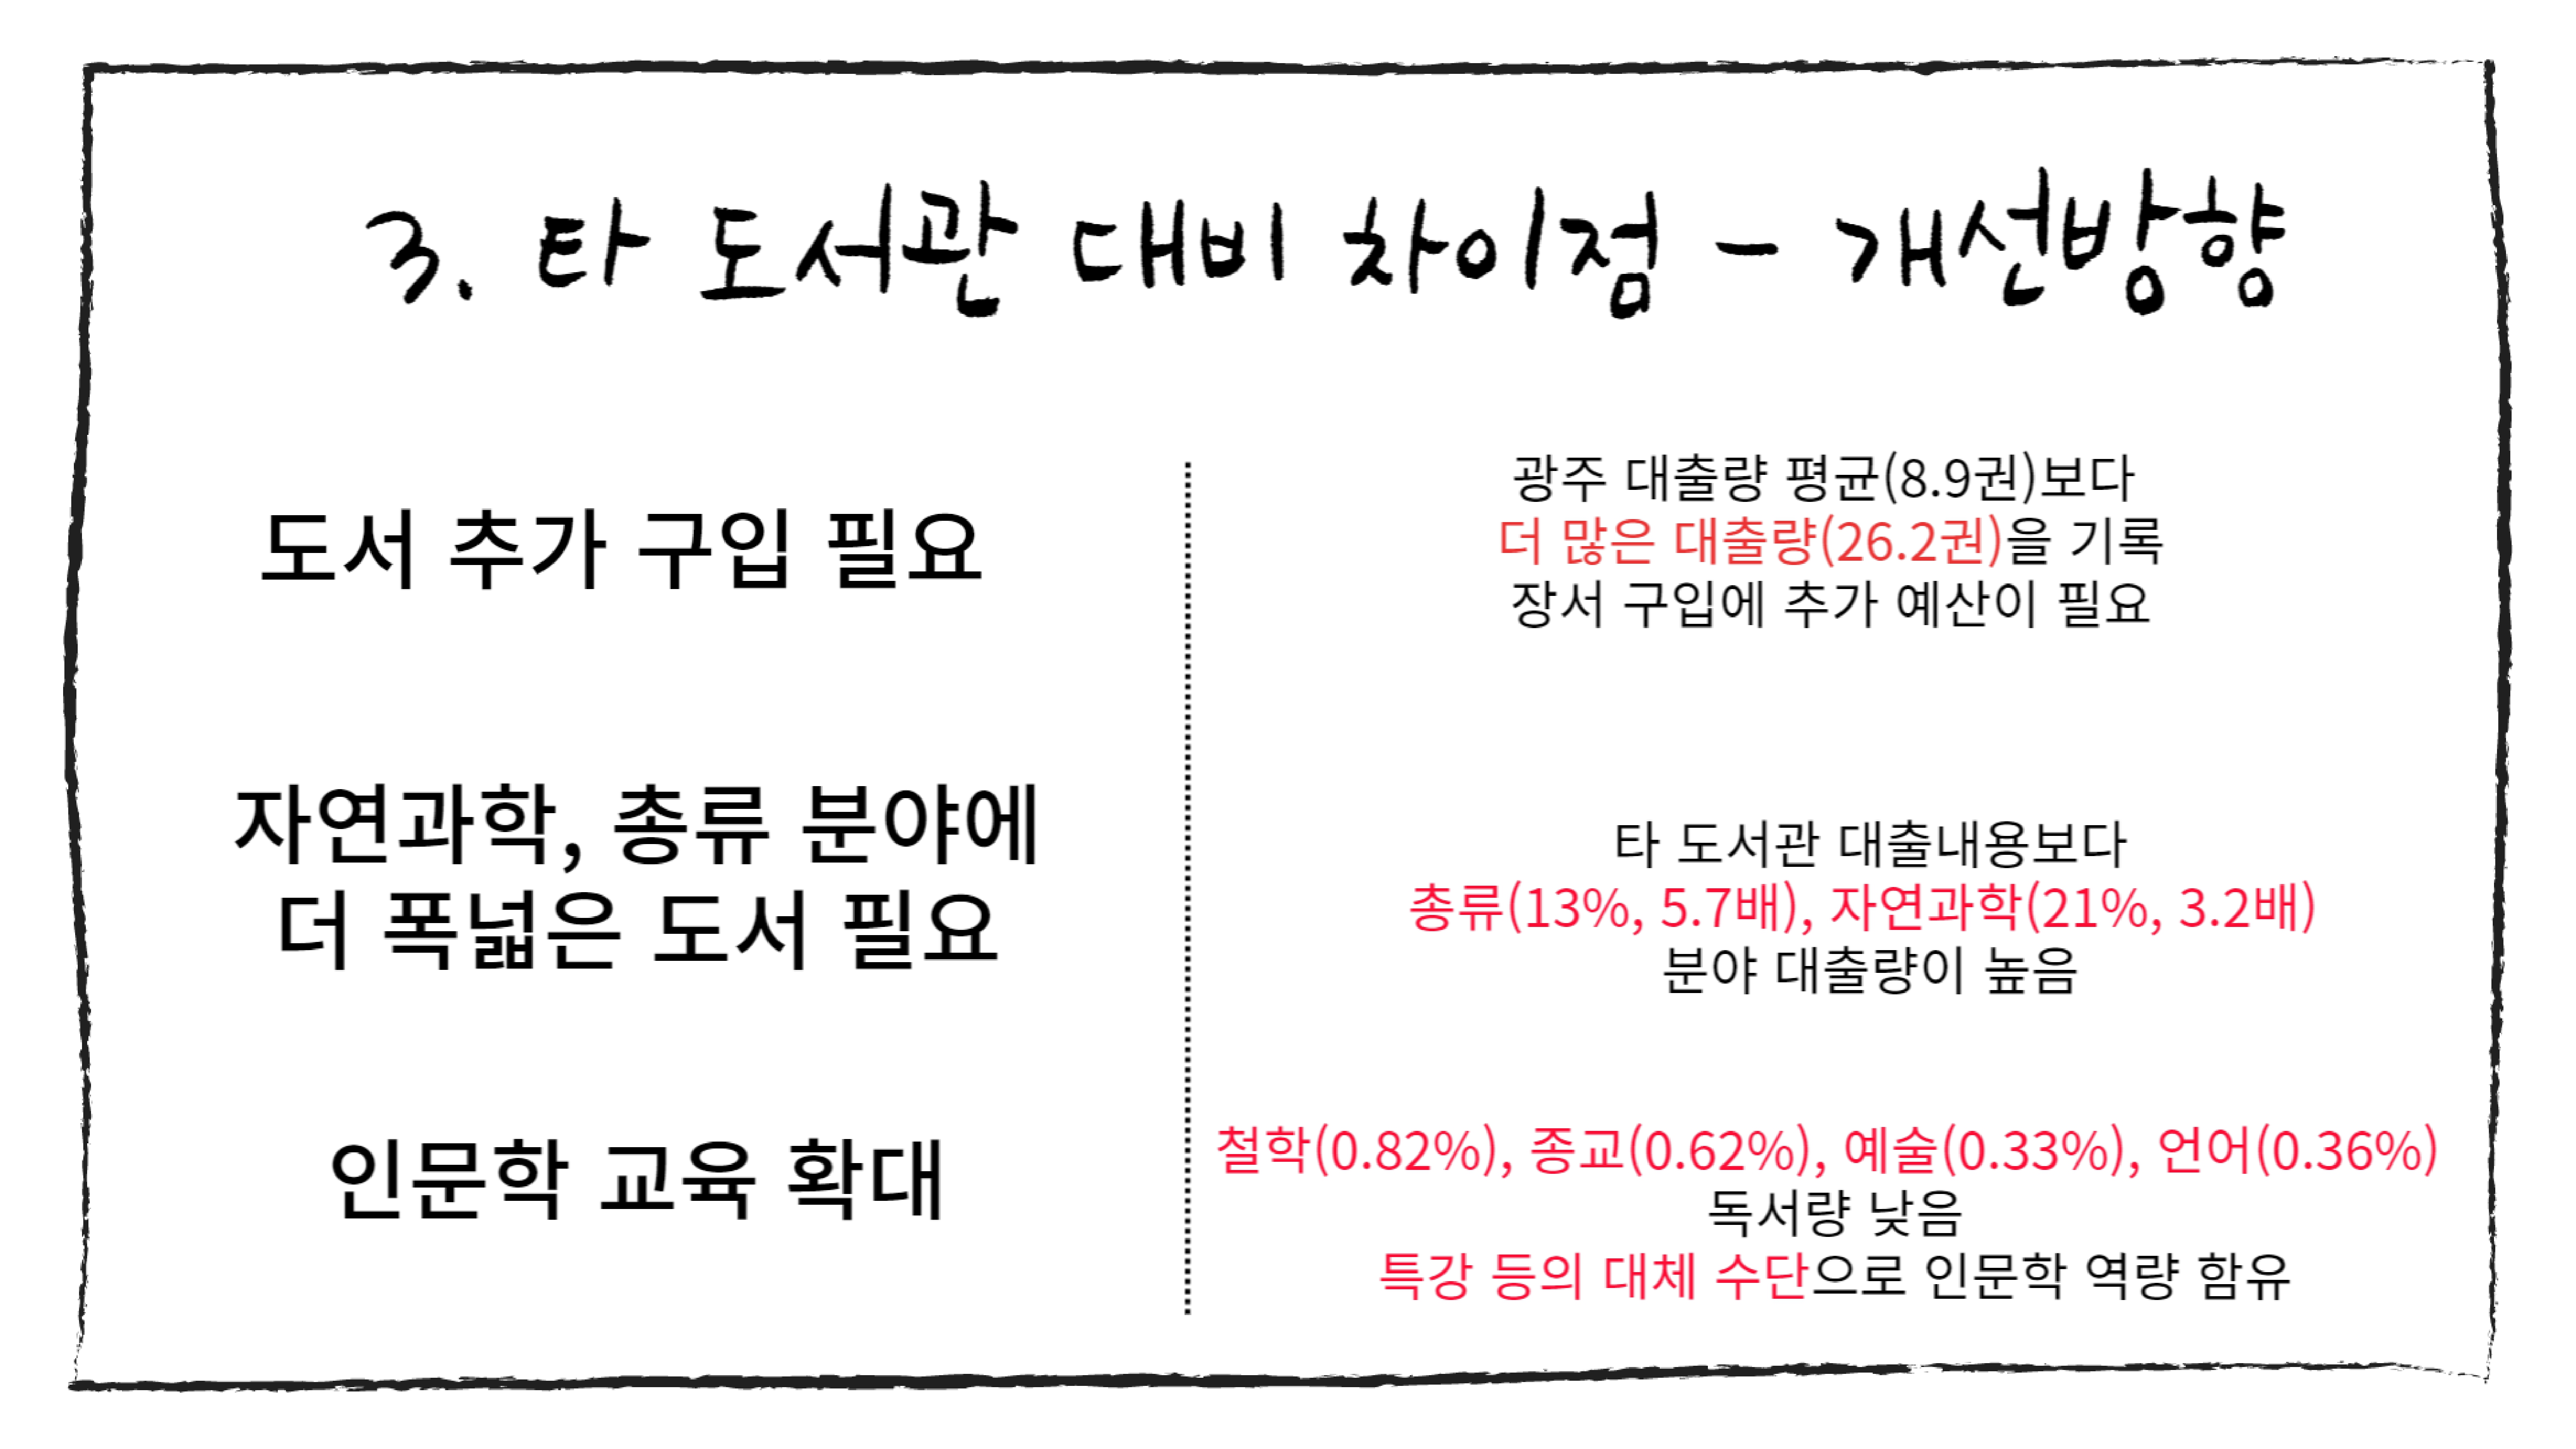 3. 타 도서관 대비 차이점 - 개선방향
도서 추가 구입 필요
광주 대출량 평균(8.9권)보다
더 많은 대출량(26.2권)을 기록
장서 구입에 추가 예산이 필요
자연과학, 총류 분야에
더 폭넓은 도서 필요
타 도서관 대출내용보다
총류(13%, 5.7배), 자연과학(21%, 3.2배)
분야 대출량이 높음
인문학 교육 확대
철학(0.82%), 종교(0.62%), 예술(0.33%), 언어(0.36%)
독서량 낮음
특강 등의 대체 수단으로 인문학 역량 함유